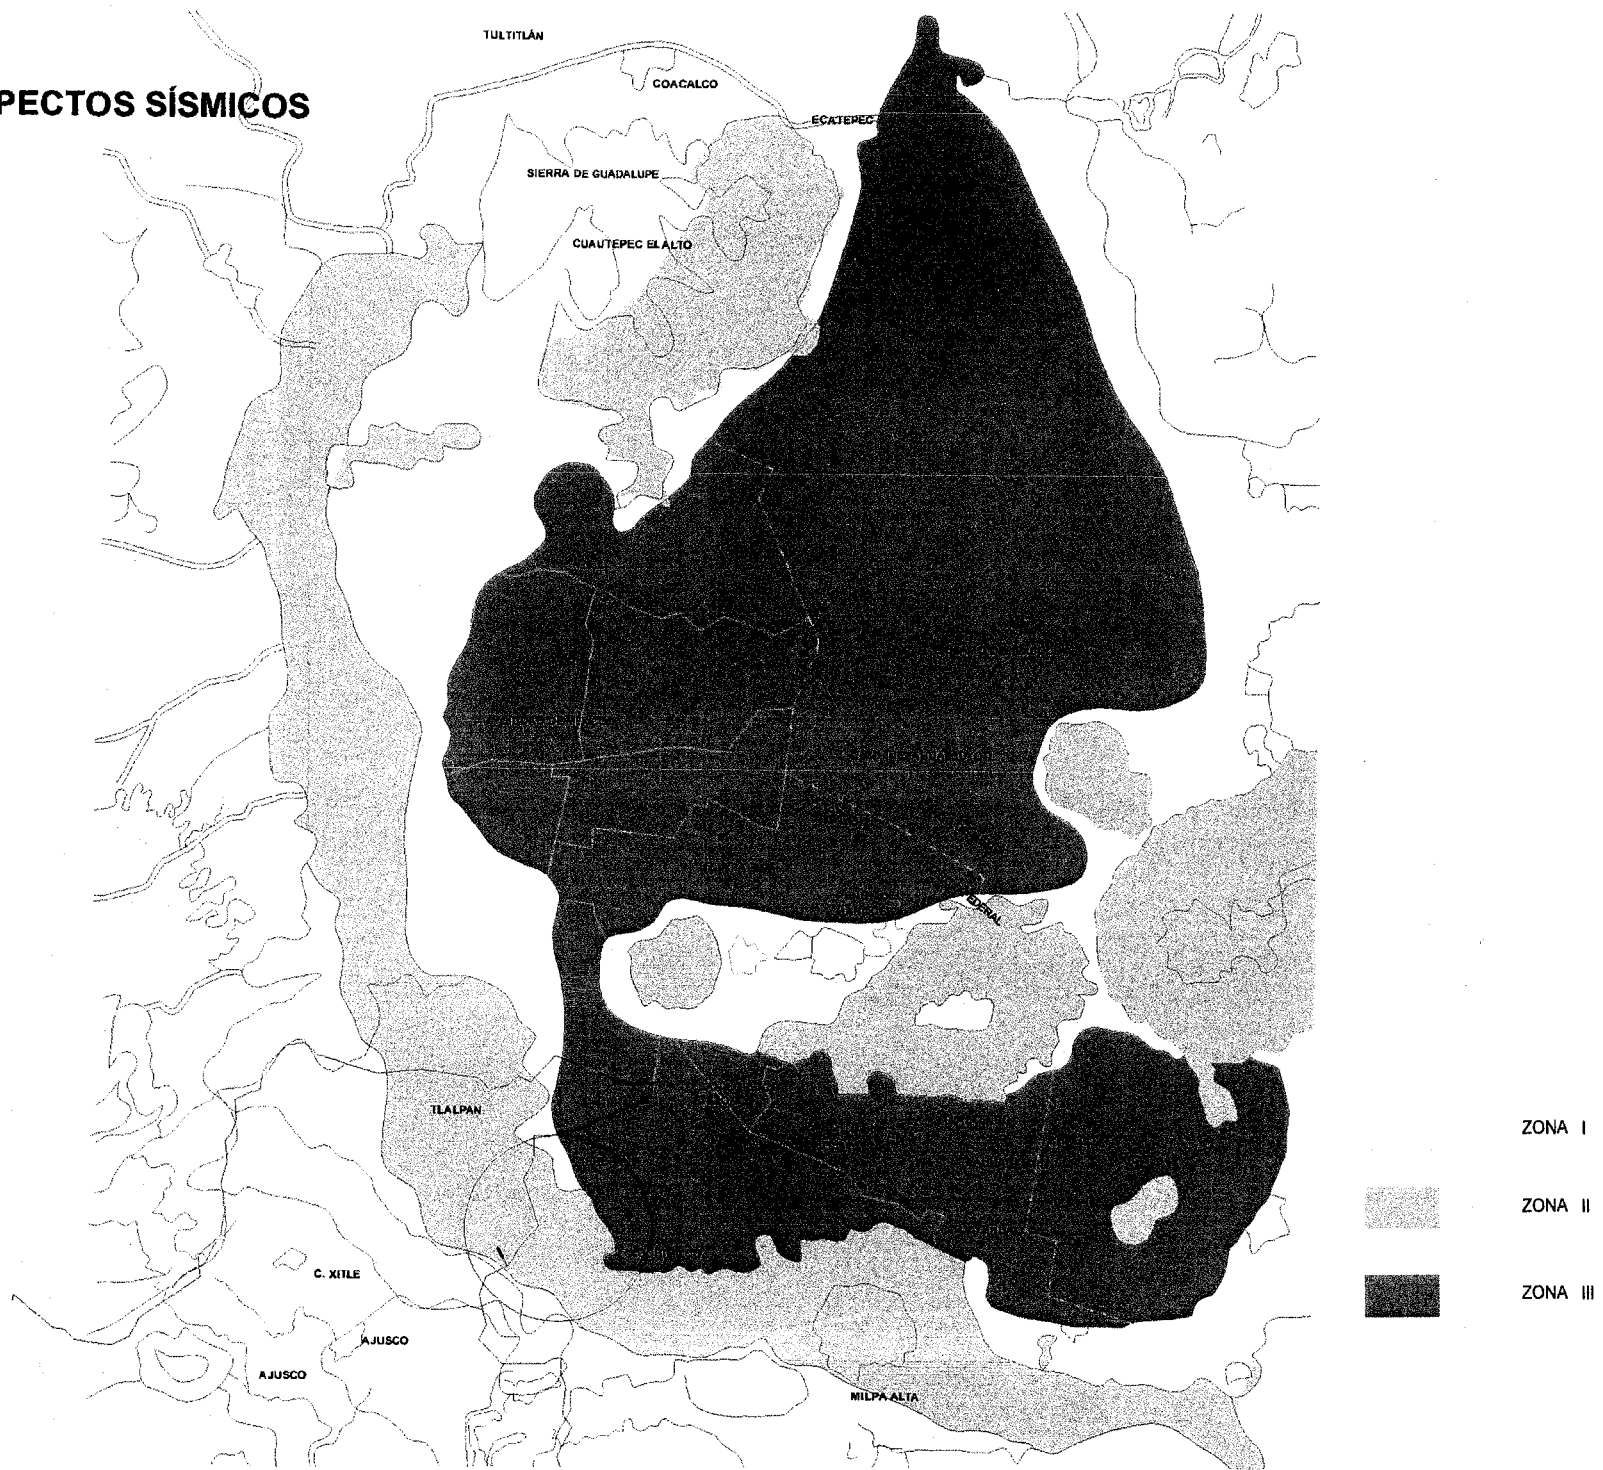 TULTITLÁN
COACALCO
PECTOS SÍSMICOS
ECATEPEC
SIERRA DE GUADALUPE
CUAUTEPEC EL ALTO
EDERAL
TLALPAN
ZONA I
ZONA II
C. XITLE
ZONA III
AJUSCO
AJUSCO
MILPA ALTA